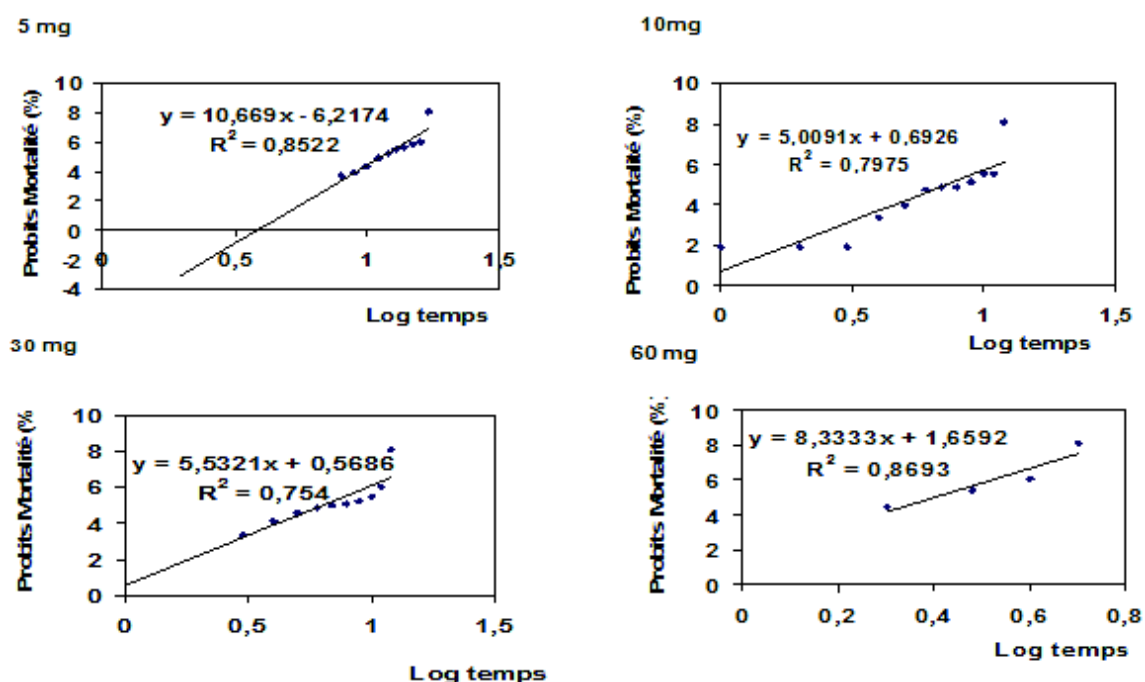 5 mg
Probits Mortalité (%)
10
8
6
4
2
0
-2
-4
y = 10,669x - 6,2174
R² = 0,8522
0
0,5
1
1,5
Log temps
10mg
Probits Mortalité (%)
10
8
6
4
2
0
y = 5,0091x + 0,6926
R² = 0,7975
0
0,5
1
1,5
Log temps
30 mg
Probits Mortalité (%
10
8
6
4
2
0
y = 5,5321x + 0,5686
R² = 0,754
0
0,5
1
1,5
Log temps
60 mg
Probits Mortalité (%)
10
8
6
4
2
0
y = 8,3333x + 1,6592
R² = 0,8693
0
0,2
0,4
0,6
0,8
Log temps